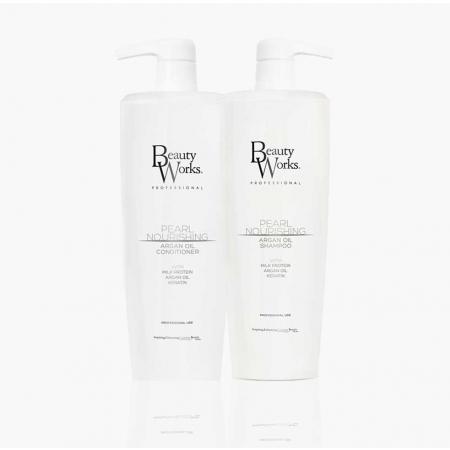 Beauty
Works.
PROFESSIONAL
PEARL
NOURISHING
ARGAN OIL
CONDITIONER
WITH
MILK PROTEIN
ARGAN OIL
KERATIN
PROFESSIONAL USE
Beauty
Works.
PROFESSIONAL
PEARL
NOURISHING
ARGAN OIL
SHAMPOO
WITH
MILK PROTEIN
ARGAN OIL
KERATIN
PROFESSIONAL USE